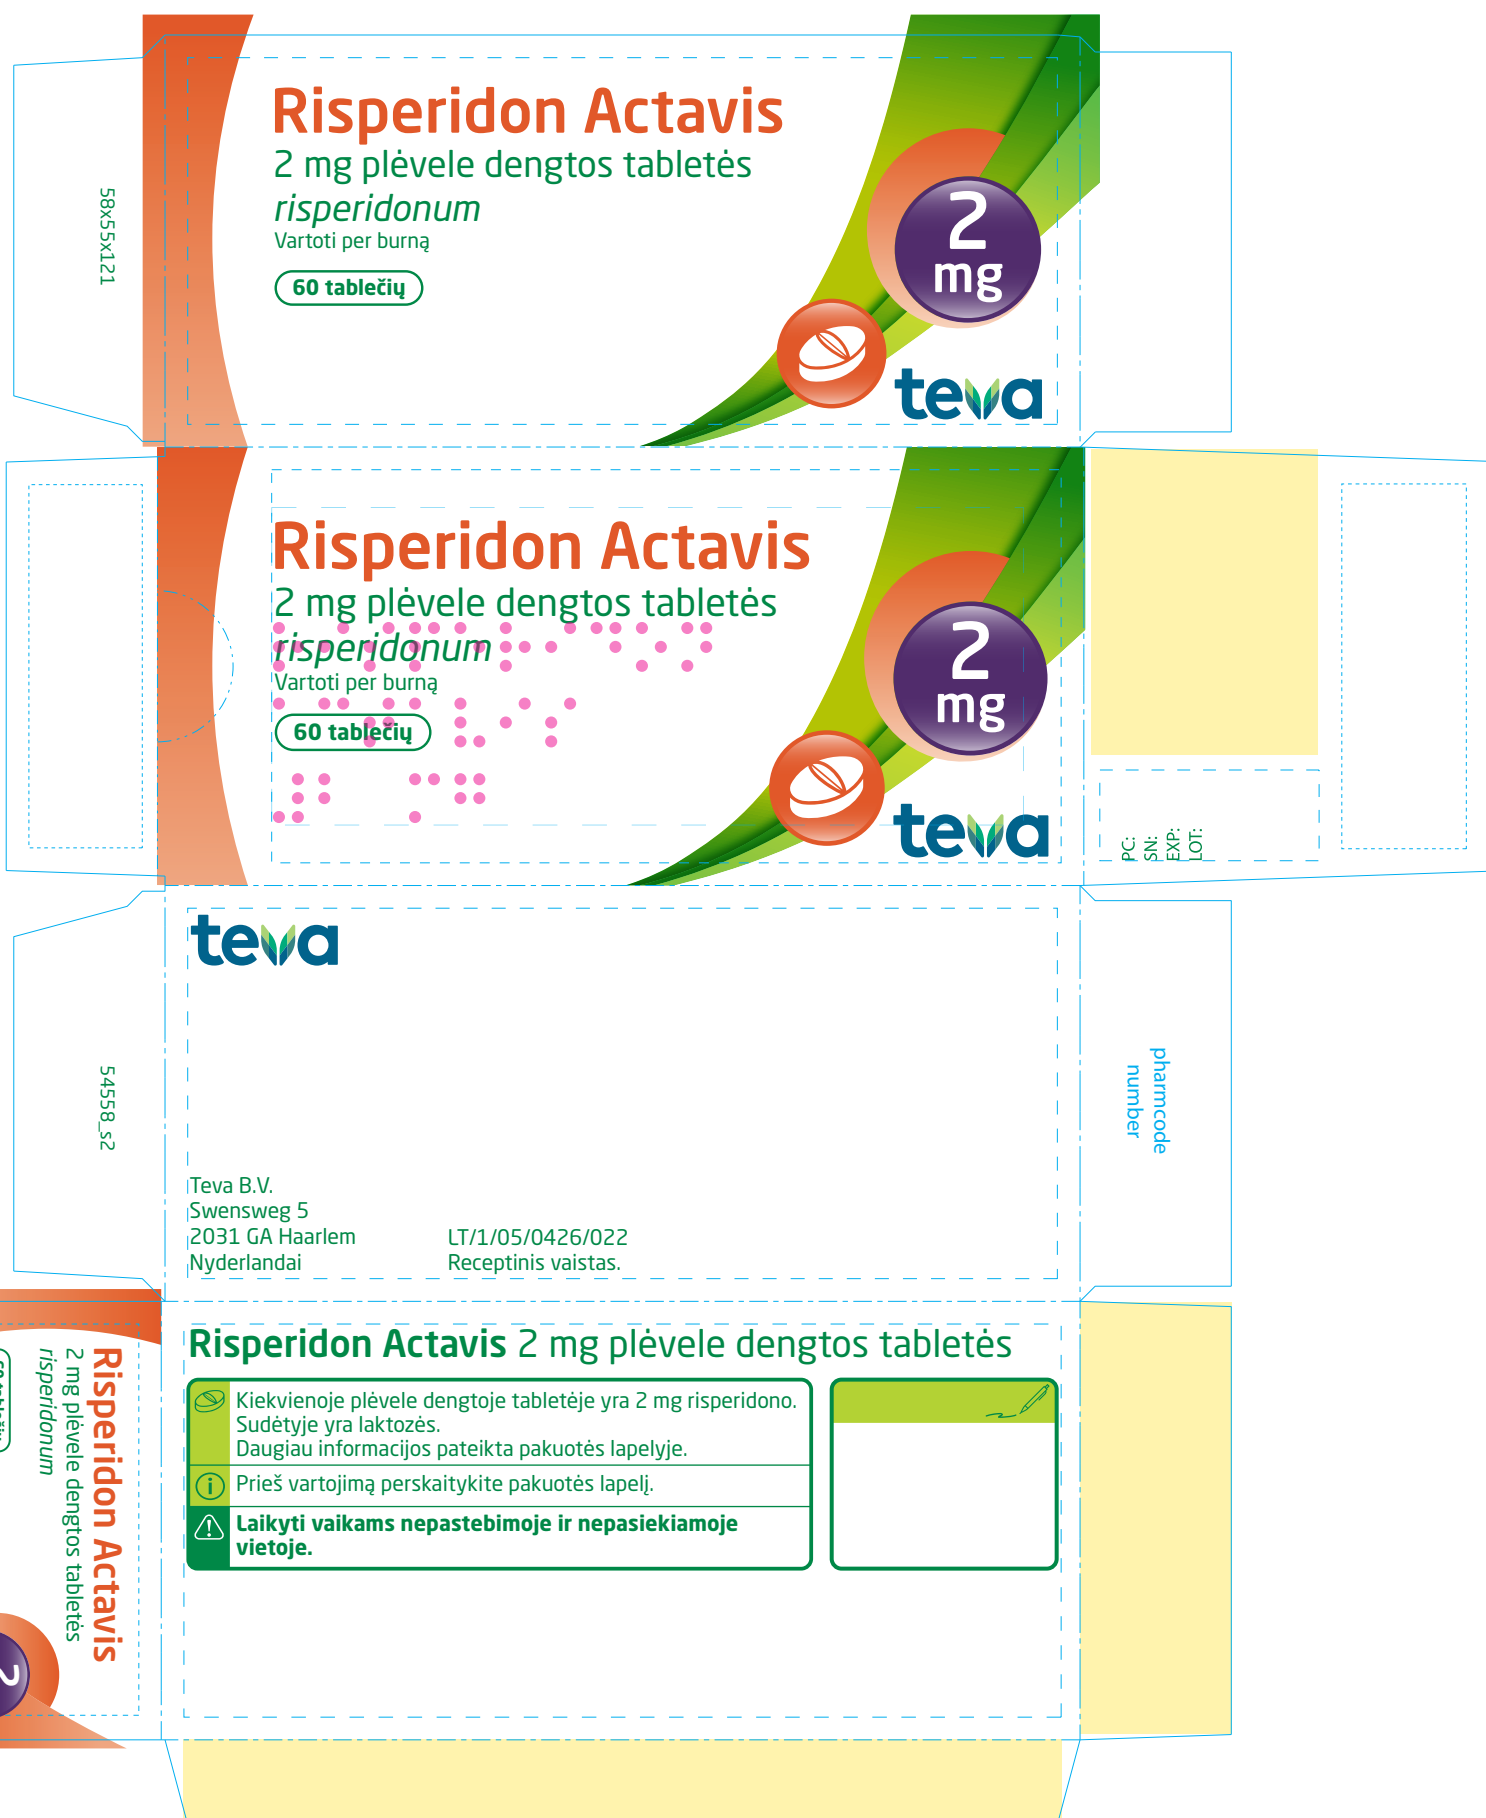 Risperidon Actavis
2 mg plėvele dengtos tabletės
risperidonum
Vartoti per burną
60 tablečių
2
mg
teva
58x55x121
Risperidon Actavis
2 mg plėvele dengtos tabletės
risperidonum
Vartoti per burną
60 tablečių
2
mg
teva
PC:
SN:
EXP:
LOT:
teva
54558_s2
pharmcode
number
Teva B.V.
Swensweg 5
2031 GA Haarlem
Nyderlandai
LT/1/05/0426/022
Receptinis vaistas.
Risperidon Actavis 2 mg plėvele dengtos tabletės
Kiekvienoje plėvele dengtoje tabletėje yra 2 mg risperidono.
Sudėtyje yra laktozės.
Daugiau informacijos pateikta pakuotės lapelyje.
Prieš vartojimą perskaitykite pakuotės lapelį.
Laikyti vaikams nepastebimoje ir nepasiekiamoje
vietoje.
Risperidon Actavis
2 mg plėvele dengtos tabletės
risperidonum
60 tablečių
2